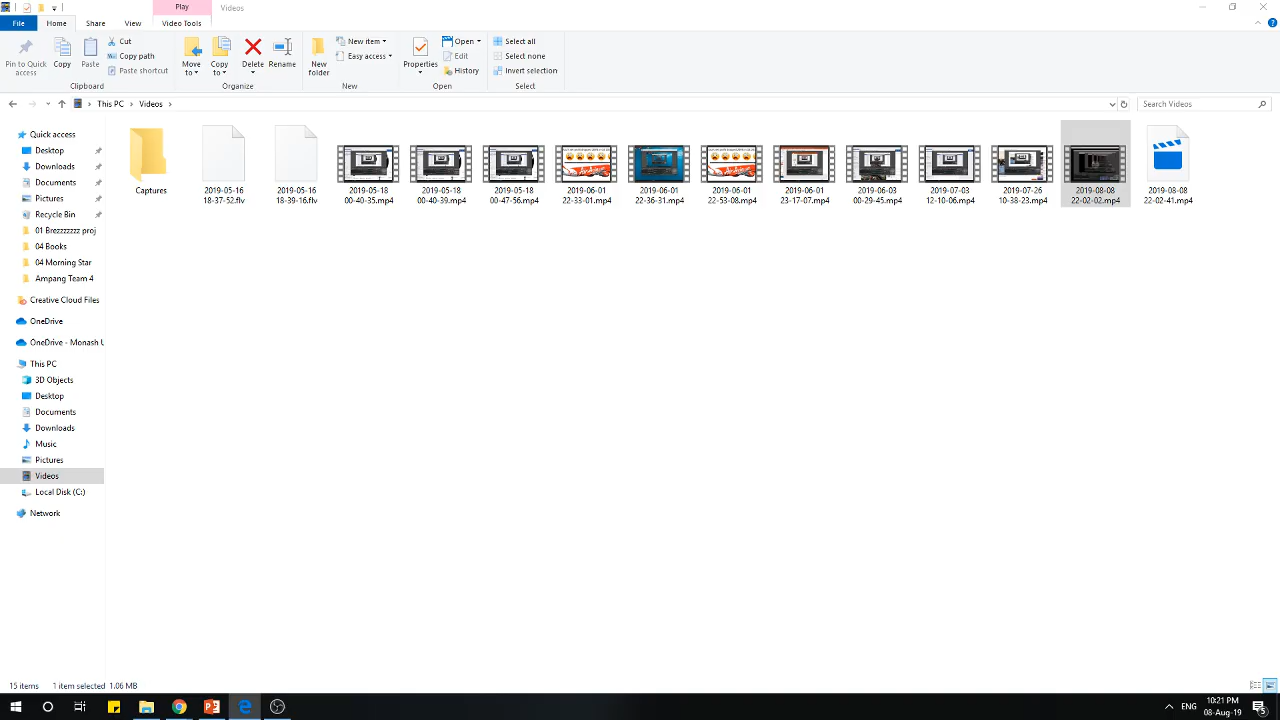 Play
Videos
File
Home
Share
View
Video Tools
Pin to Quick
access
Copy
Paste
Cut
Copy path
Paste shortcut
Clipboard
Move
to
Copy
to
Delete
Rename
Organize
New
folder
New item
Easy access
New
Properties
Open
Edit
History
Open
Select all
Select none
Invert selection
Select
This PC
Videos
Search Videos
Quick access
Desktop
Downloads
Documents
Pictures
Recycle Bin
01 Brezzzzzzz proj
04 Books
04 Morning Star
Ampang Team 4
Creative Cloud Files
OneDrive
OneDrive - Monash U
This PC
3D Objects
Desktop
Documents
Downloads
Music
Pictures
Videos
Local Disk (C:)
Network
Captures
2019-05-16
18-37-52.flv
2019-05-16
18-39-16.flv
2019-05-18
00-40-35.mp4
2019-05-18
00-40-39.mp4
2019-05-18
00-47-56.mp4
2019-06-01
22-33-01.mp4
2019-06-01
22-36-31.mp4
2019-06-01
22-53-08.mp4
2019-06-01
23-17-07.mp4
2019-06-03
00-29-45.mp4
2019-07-03
12-10-06.mp4
2019-07-26
10-38-23.mp4
2019-08-08
22-02-02.mp4
2019-08-08
22-02-41.mp4
15 items
1 item selected 1.06 MB
ENG
10:21 PM
08-Aug-19
5